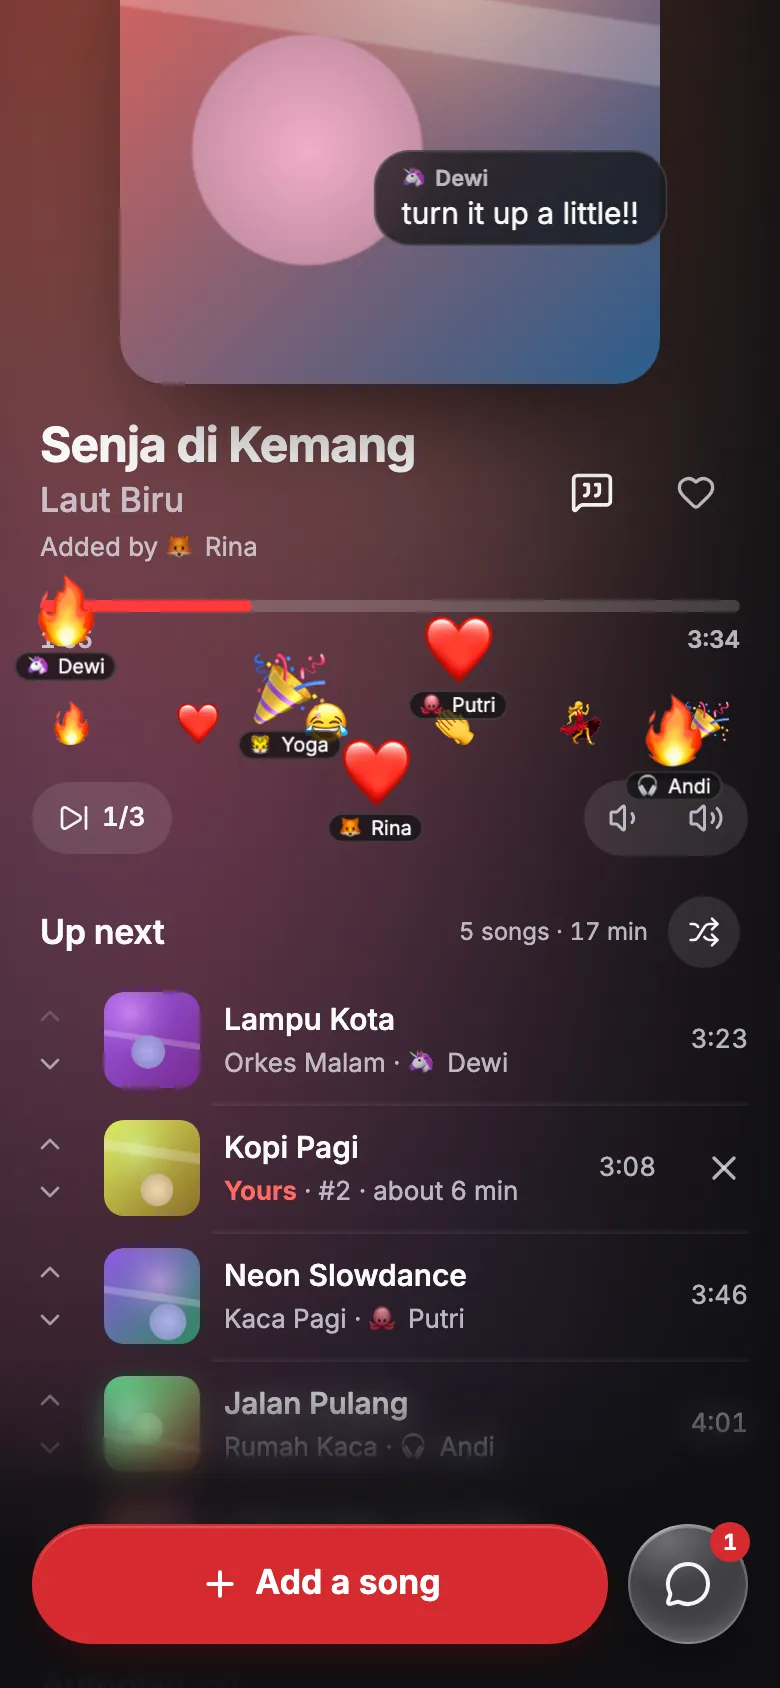 Dewi
turn it up a little!!
Senja di Kemang
Laut Biru
Added by Rina
3:34
Dewi
Putri
Yoga
Andi
Rina
1/3
Up next
5 songs · 17 min
Lampu Kota
Orkes Malam · Dewi
3:23
Kopi Pagi
Yours · #2 · about 6 min
3:08
Neon Slowdance
Kaca Pagi · Putri
3:46
Jalan Pulang
Rumah Kaca · Andi
4:01
+ Add a song
1